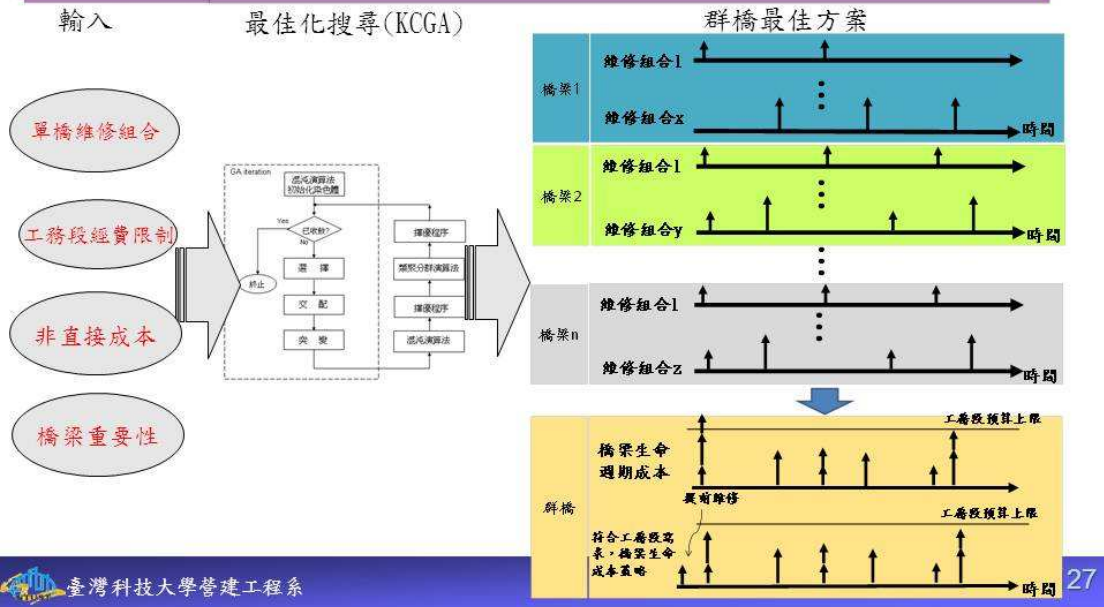 輸入
最佳化搜尋(KCGA)
群橋最佳方案
單橋維修組合
工務段經費限制
非直接成本
橋梁重要性
GA iteration
混沌演算法
初始化染色體
Yes
已收斂?
No
終止
選 擇
交 配
突 變
擇優程序
類聚分群演算法
擇優程序
混沌演算法
橋梁1
維修組合1
維修組合x
時間
橋梁2
維修組合1
維修組合y
時間
橋梁n
維修組合1
維修組合z
時間
群橋
工務段預算上限
橋梁生命
週期成本
提前維修
工務段預算上限
符合工務段需
求,橋梁生命
成本策略
時間
臺灣科技大學營建工程系
27